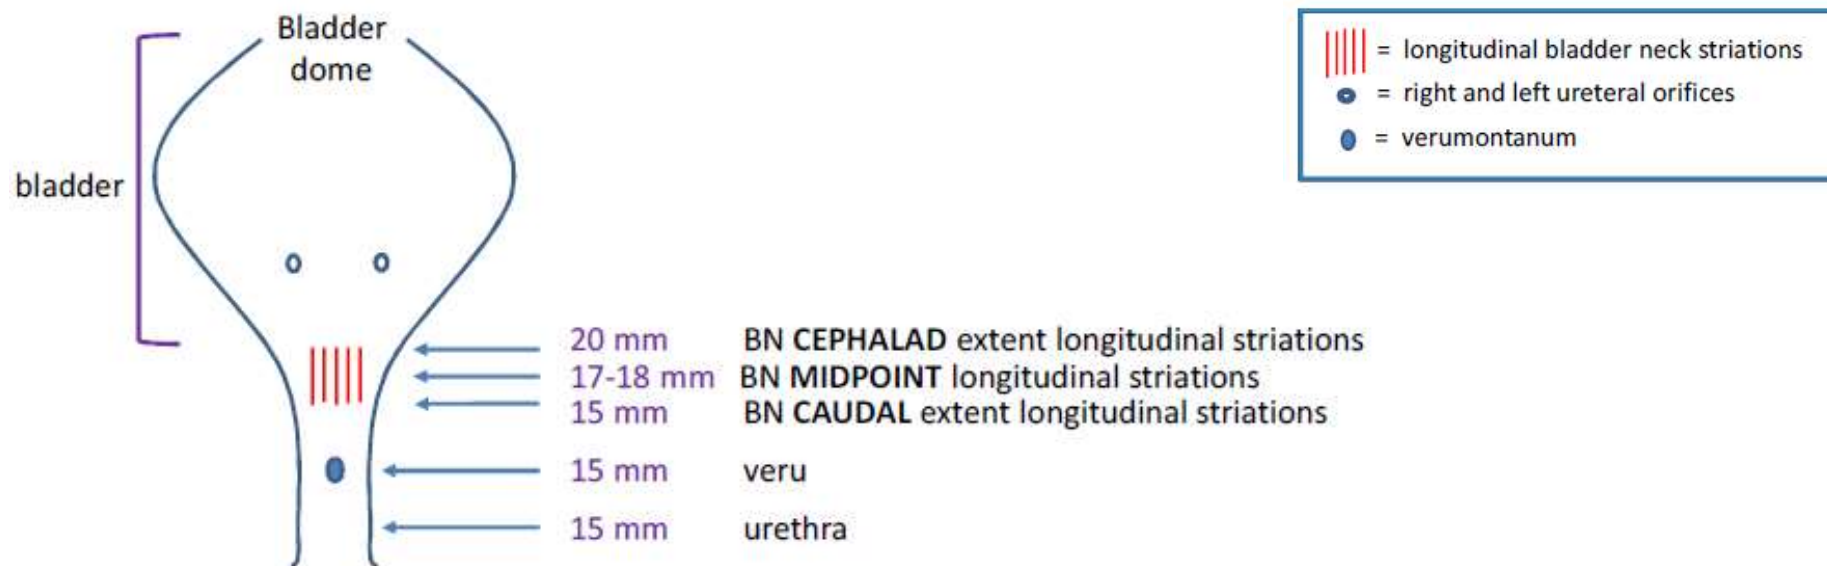 Bladder
dome
bladder
= longitudinal bladder neck striations
= right and left ureteral orifices
= verumontanum
20 mm BN CEPHALAD extent longitudinal striations
17-18 mm BN MIDPOINT longitudinal striations
15 mm BN CAUDAL extent longitudinal striations
15 mm veru
15 mm urethra